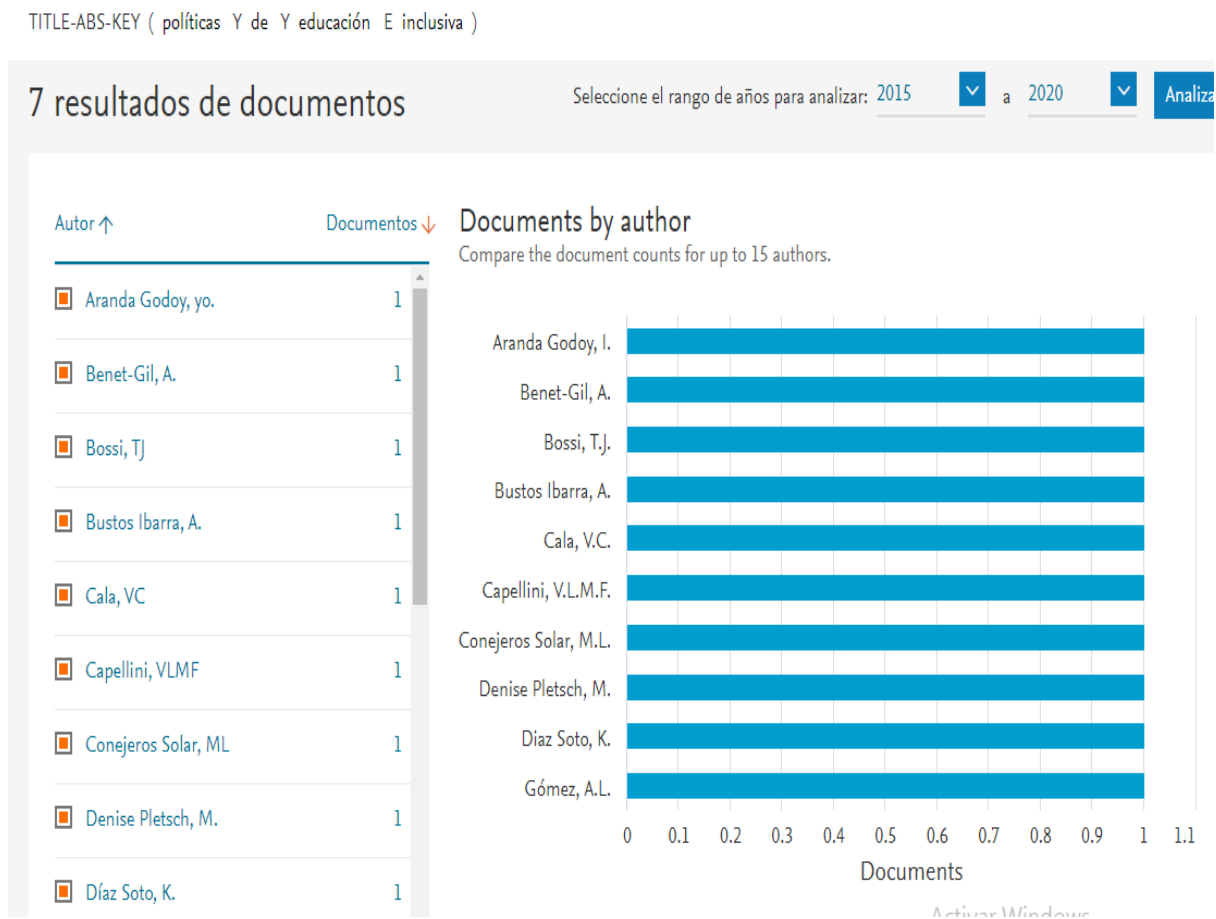 TITLE-ABS-KEY ( políticas Y de Y educación E inclusiva )
7 resultados de documentos
Seleccione el rango de años para analizar: 2015 a 2020 Analiza
Autor Documentos
Aranda Godoy, yo. 1
Benet-Gil, A. 1
Bossi, TJ 1
Bustos Ibarra, A. 1
Cala, VC 1
Capellini, VLMF 1
Conejeros Solar, ML 1
Denise Pletsch, M. 1
Díaz Soto, K. 1
Documents by author
Compare the document counts for up to 15 authors.
Aranda Godoy, I.
Benet-Gil, A.
Bossi, T.J.
Bustos Ibarra, A.
Cala, V.C.
Capellini, V.L.M.F.
Conejeros Solar, M.L.
Denise Pletsch, M.
Diaz Soto, K.
Gómez, A.L.
0 0.1 0.2 0.3 0.4 0.5 0.6 0.7 0.8 0.9 1 1.1
Documents
Activar Windows